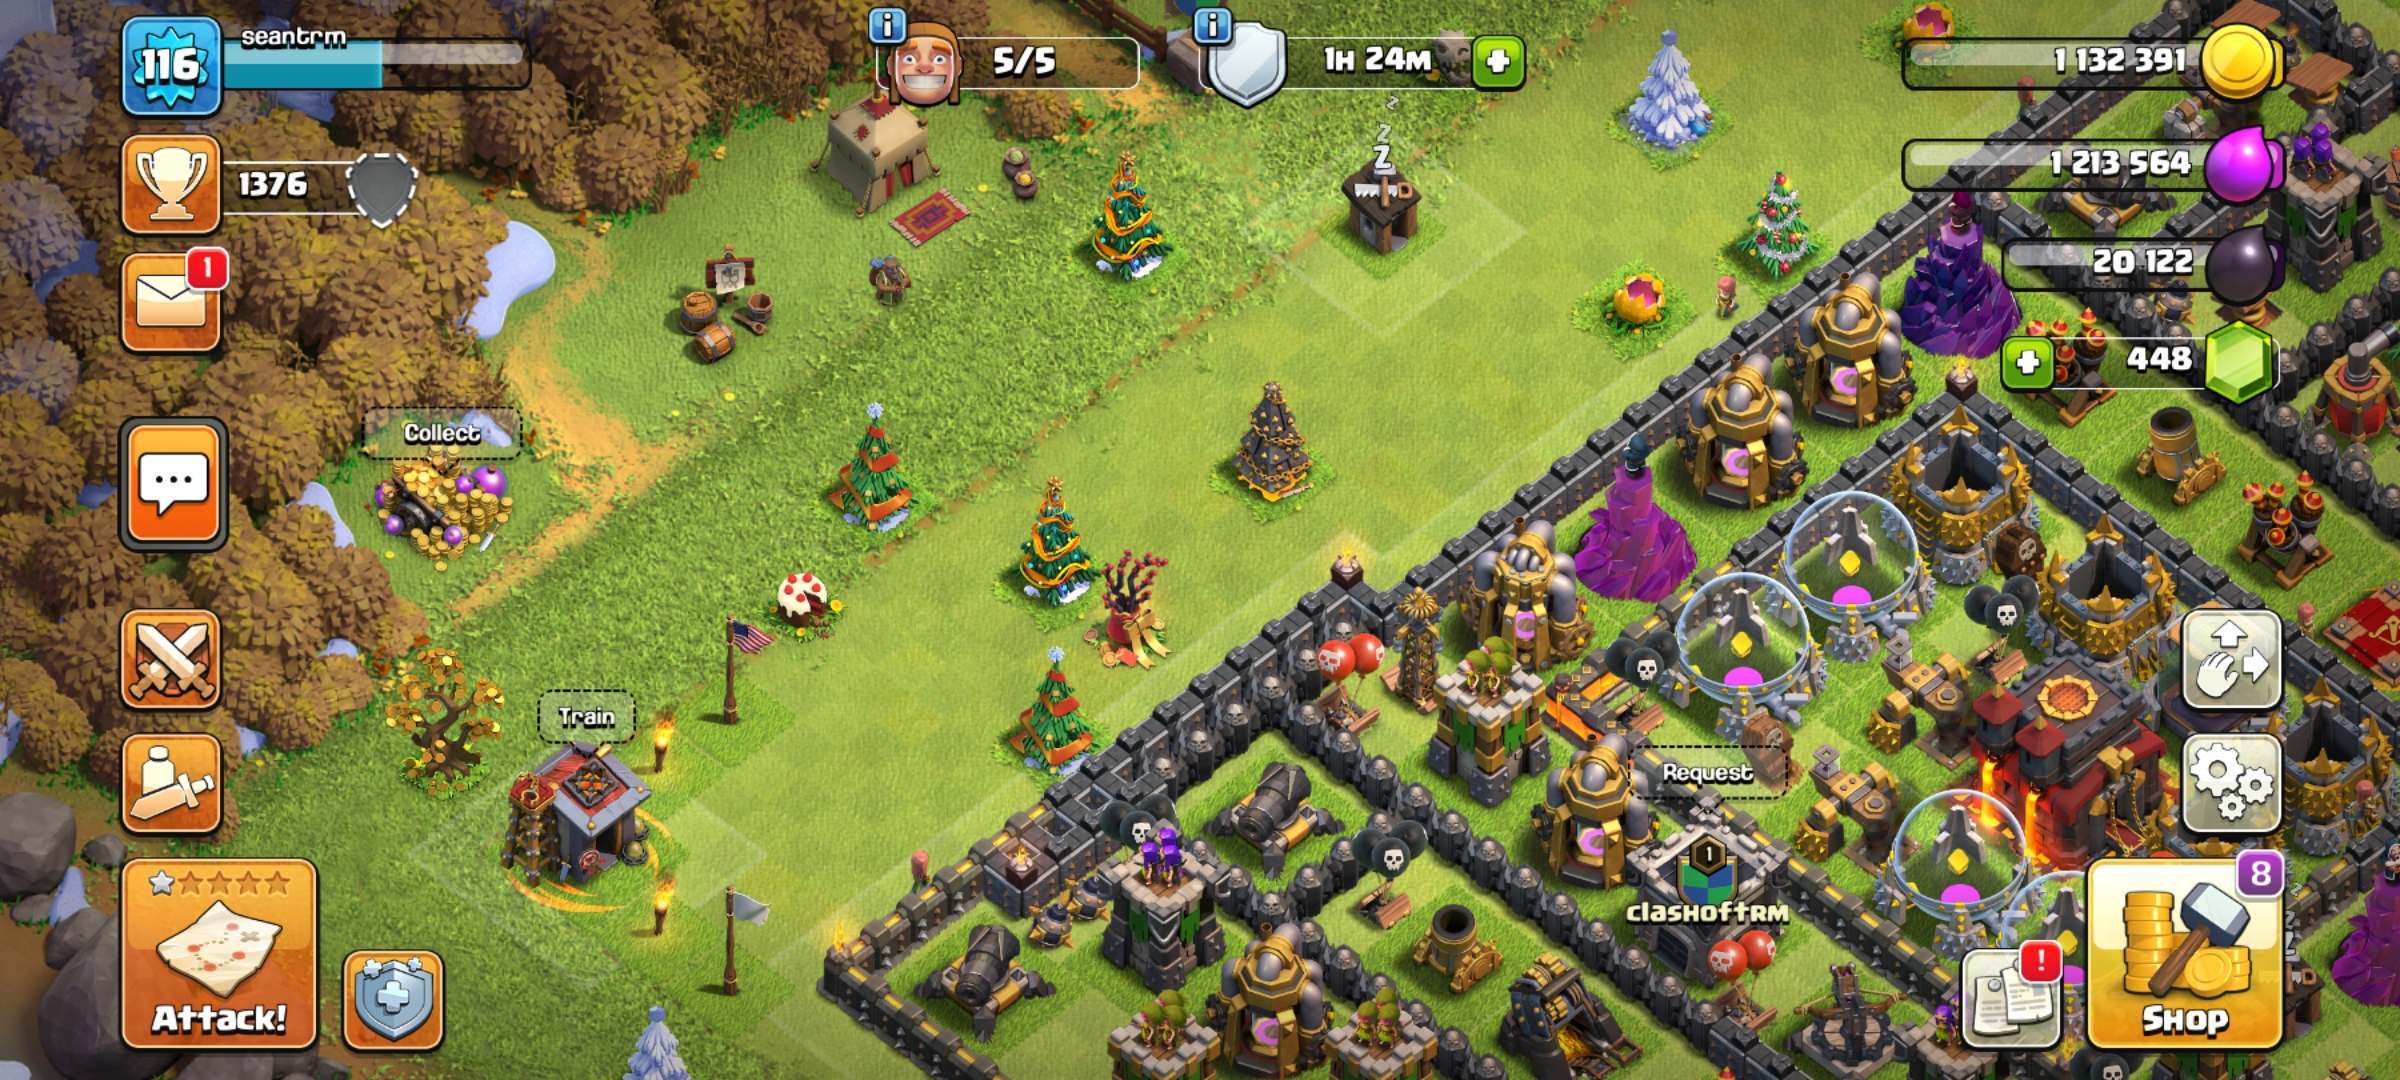 116
seantrm
5/5
1h 24m
1 132 391
1376
1 213 564
20 122
1
448
Collect
Train
Request
1
clashoftrm
8
Attack!
!
Shop